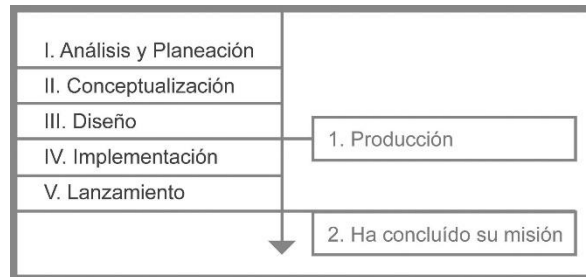 I. Análisis y Planeación
II. Conceptualización
III. Diseño
1. Producción
IV. Implementación
V. Lanzamiento
2. Ha concluído su misión